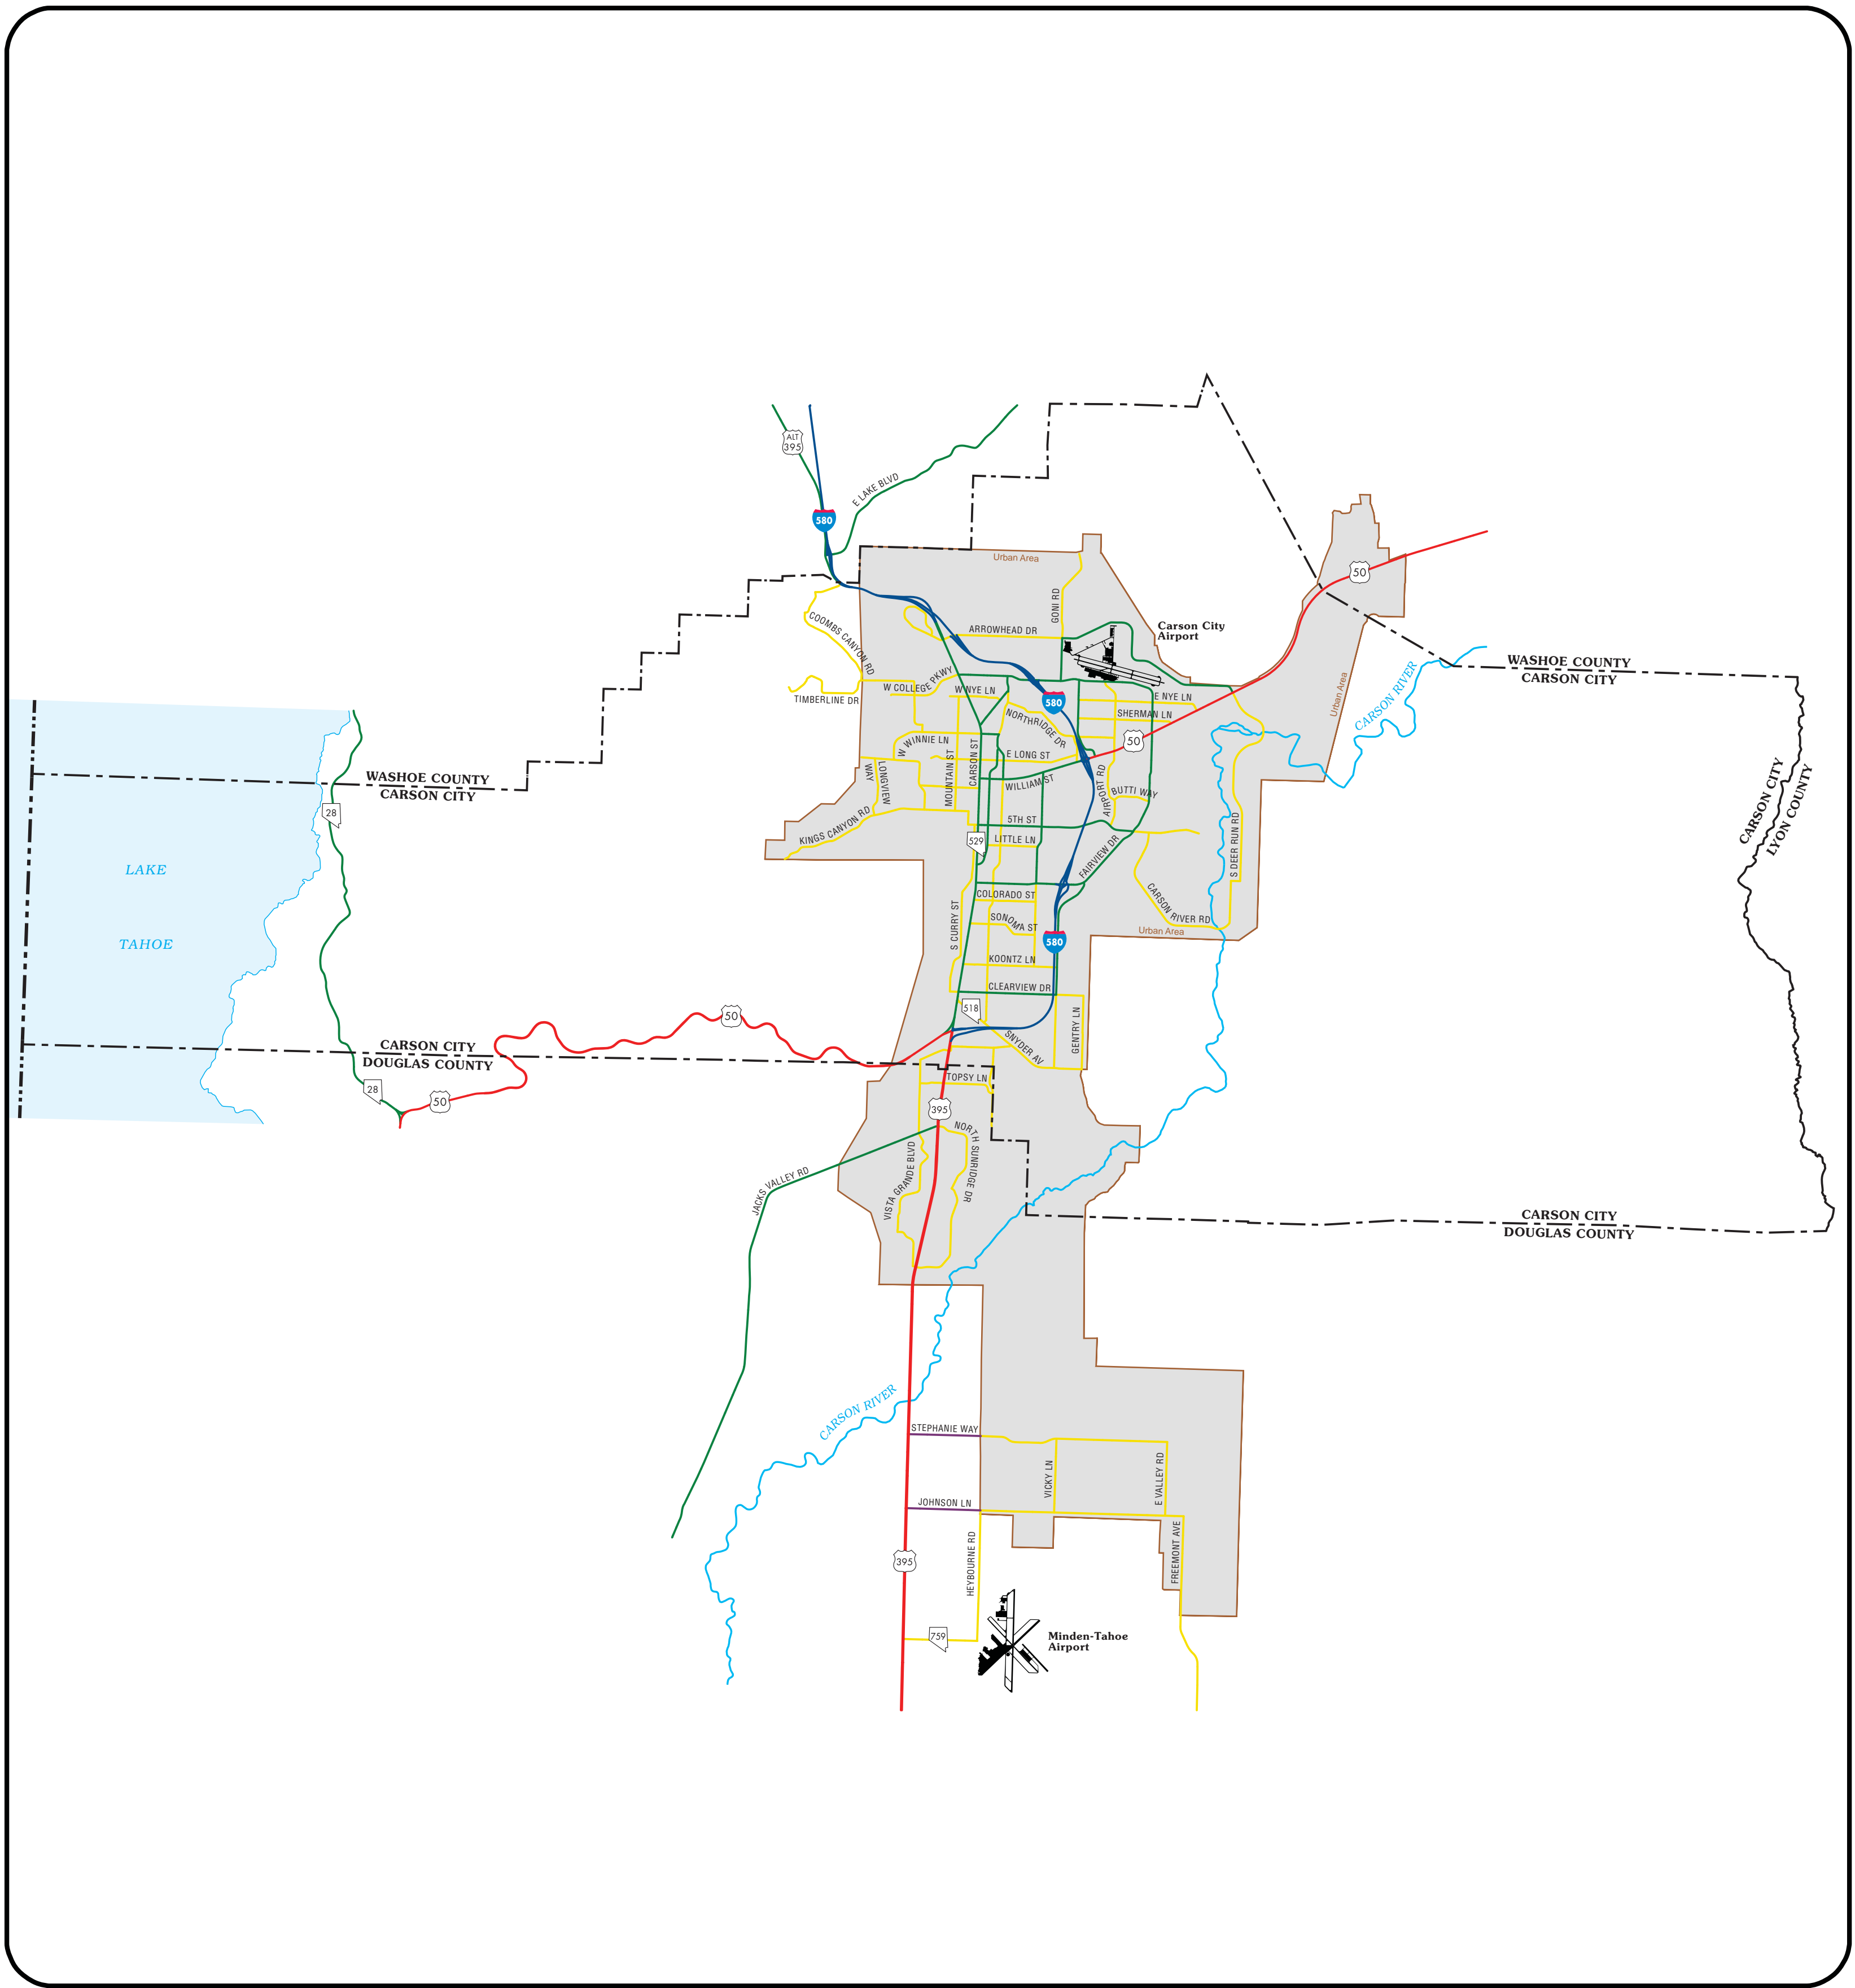 ALT
395
E LAKE BLVD
580
Urban Area
50
GONI RD
COOMBS CANYON RD
ARROWHEAD DR
Carson City
Airport
WASHOE COUNTY
CARSON CITY
CARSON RIVER
Urban Area
TIMBERLINE DR
W COLLEGE PKWY
W NYE LN
580
E NYE LN
SHERMAN LN
NORTHRIDGE DR
50
W WINNIE LN
E LONG ST
WASHOE COUNTY
CARSON CITY
28
LONGVIEW
WAY
MOUNTAIN ST
CARSON ST
WILLIAM ST
AIRPORT RD
BUTTI WAY
CARSON CITY
LYON COUNTY
KINGS CANYON RD
5TH ST
529
LITTLE LN
FAIRVIEW DR
S DEER RUN RD
LAKE
TAHOE
COLORADO ST
CARSON RIVER RD
S CURRY ST
SONOMA ST
Urban Area
580
KOONTZ LN
CLEARVIEW DR
518
50
GENTRY LN
SNYDER AV
CARSON CITY
DOUGLAS COUNTY
28
50
TOPSY LN
395
NORTH SUNRIDGE DR
VISTA GRANDE BLVD
JACKS VALLEY RD
CARSON CITY
DOUGLAS COUNTY
CARSON RIVER
STEPHANIE WAY
VICKY LN
E VALLEY RD
JOHNSON LN
HEYBOURNE RD
FREEMONT AVE
395
759
Minden-Tahoe
Airport